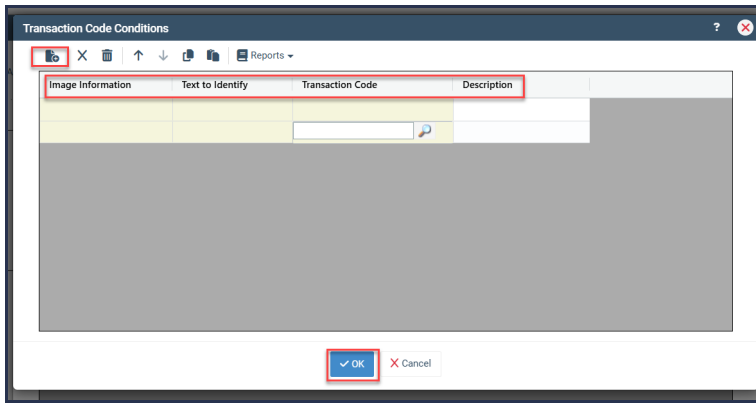 Transaction Code Conditions ?
Reports
Image Information Text to Identify Transaction Code Description
OK Cancel